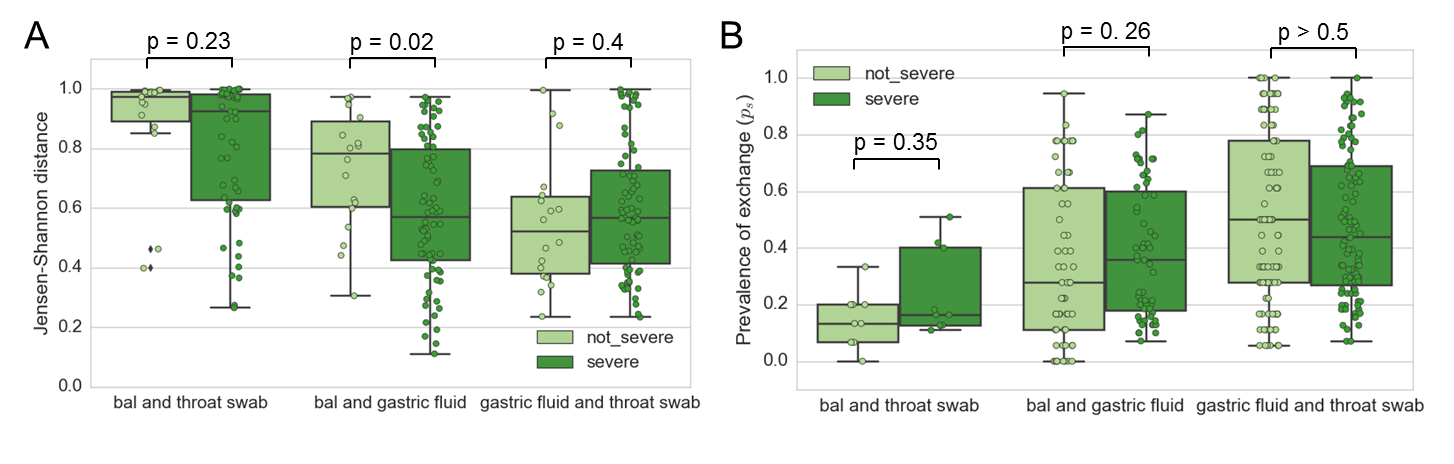 A
p = 0.23
p = 0.02
p = 0.4
Jensen-Shannon distance
1.0
0.8
0.6
0.4
0.2
0.0
not_severe
severe
bal and throat swab
bal and gastric fluid
gastric fluid and throat swab
B
p = 0. 26
p > 0.5
p = 0.35
not_severe
severe
Prevalence of exchange (pₛ)
1.0
0.8
0.6
0.4
0.2
0.0
bal and throat swab
bal and gastric fluid
gastric fluid and throat swab